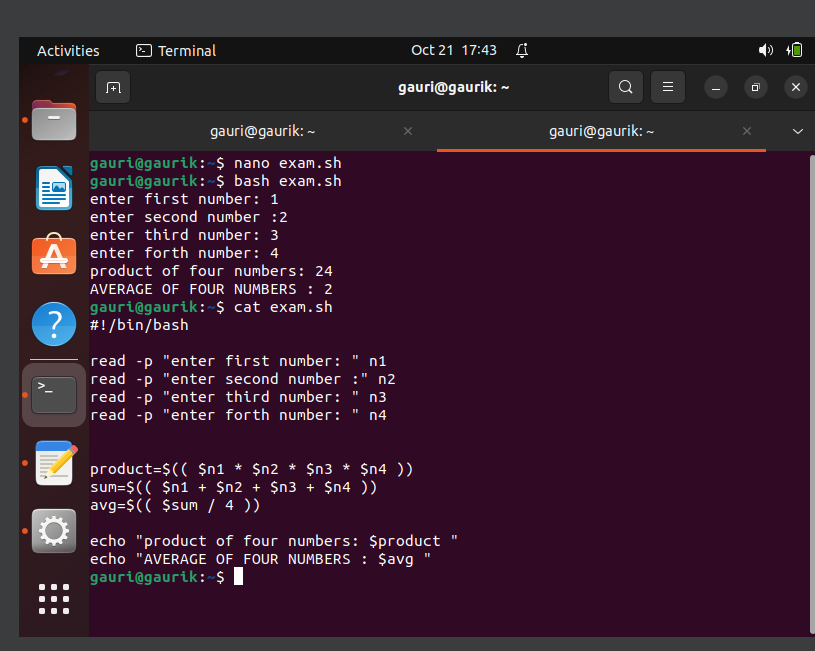 Activities Terminal Oct 21 17:43
gauri@gaurik: ~
gauri@gaurik: ~ gauri@gaurik: ~
gauri@gaurik:~$ nano exam.sh
gauri@gaurik:~$ bash exam.sh
enter first number: 1
enter second number :2
enter third number: 3
enter forth number: 4
product of four numbers: 24
AVERAGE OF FOUR NUMBERS : 2
gauri@gaurik:~$ cat exam.sh
#!/bin/bash
read -p "enter first number: " n1
read -p "enter second number :" n2
read -p "enter third number: " n3
read -p "enter forth number: " n4
product=$(( $n1 * $n2 * $n3 * $n4 ))
sum=$(( $n1 + $n2 + $n3 + $n4 ))
avg=$(( $sum / 4 ))
echo "product of four numbers: $product "
echo "AVERAGE OF FOUR NUMBERS : $avg "
gauri@gaurik:~$